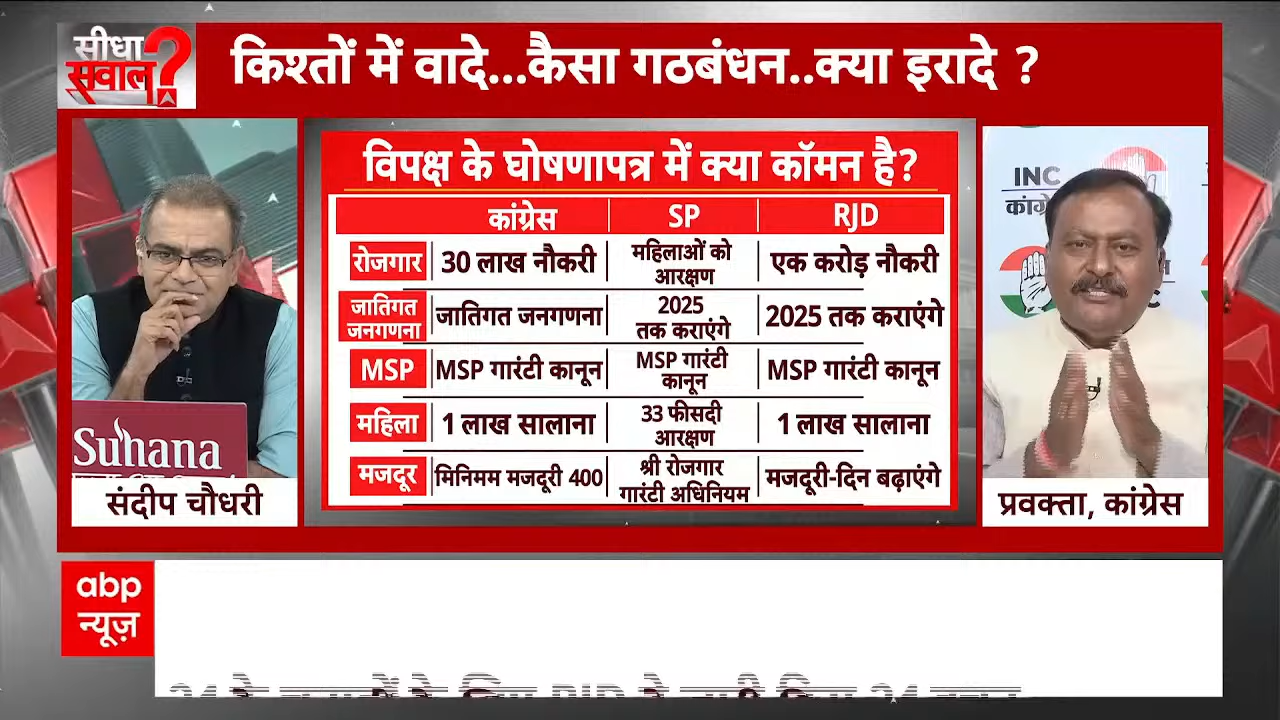 सीधा सवाल?
किश्तों में वादे...कैसा गठबंधन..क्या इरादे ?
विपक्ष के घोषणापत्र में क्या कॉमन है?
कांग्रेस SP RJD
रोजगार 30 लाख नौकरी महिलाओं को आरक्षण एक करोड़ नौकरी
जातिगत जनगणना जातिगत जनगणना 2025 तक कराएंगे 2025 तक कराएंगे
MSP MSP गारंटी कानून MSP गारंटी कानून MSP गारंटी कानून
महिला 1 लाख सालाना 33 फीसदी आरक्षण 1 लाख सालाना
मजदूर मिनिमम मजदूरी 400 श्री रोजगार गारंटी अधिनियम मजदूरी-दिन बढ़ाएंगे
INC
Suhana
संदीप चौधरी
प्रवक्ता, कांग्रेस
abp
न्यूज़